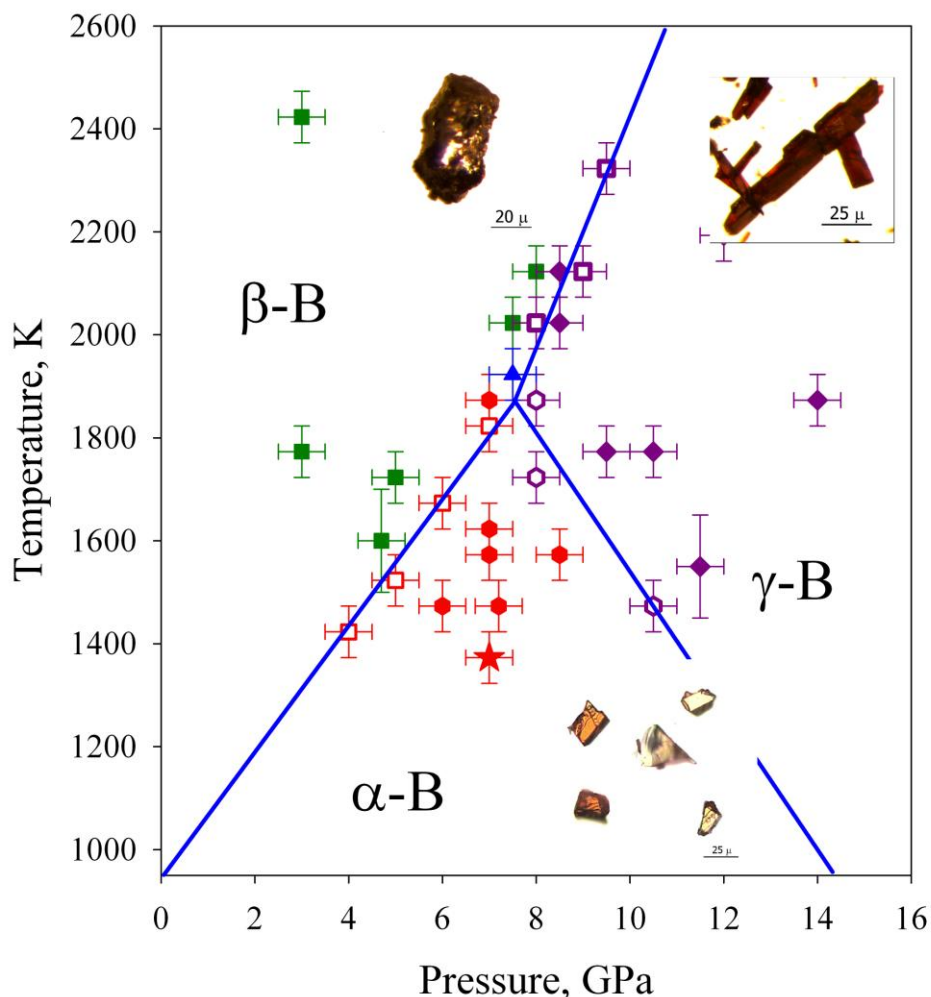 2600
2400
2200
2000
1800
1600
1400
1200
1000
0
2
4
6
8
10
12
14
16
Temperature, K
Pressure, GPa
20 μ
25 μ
β-B
γ-B
α-B
25 μ